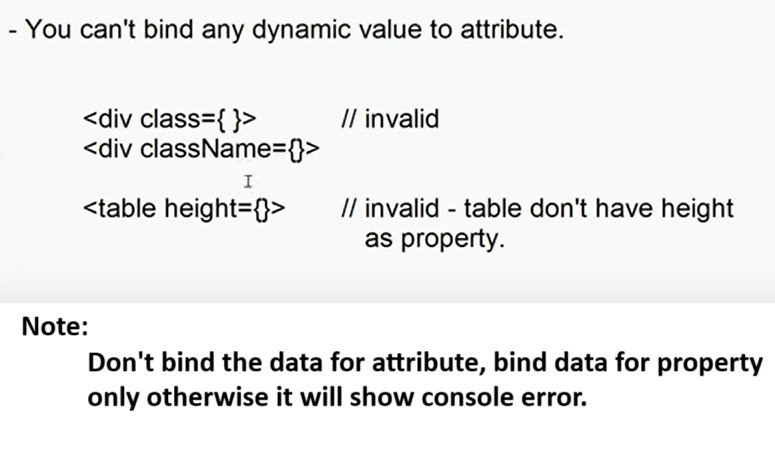 - You can't bind any dynamic value to attribute.
<div class={ }> // invalid
<div className={}>
<table height={}> // invalid - table don't have height
as property.
Note:
Don't bind the data for attribute, bind data for property
only otherwise it will show console error.